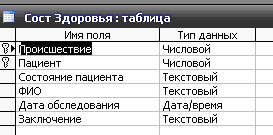 Сост Здоровья : таблица
Имя поля Тип данных
Происшествие Числовой
Пациент Числовой
Состояние пациента Текстовый
ФИО Текстовый
Дата обследования Дата/время
Заключение Текстовый